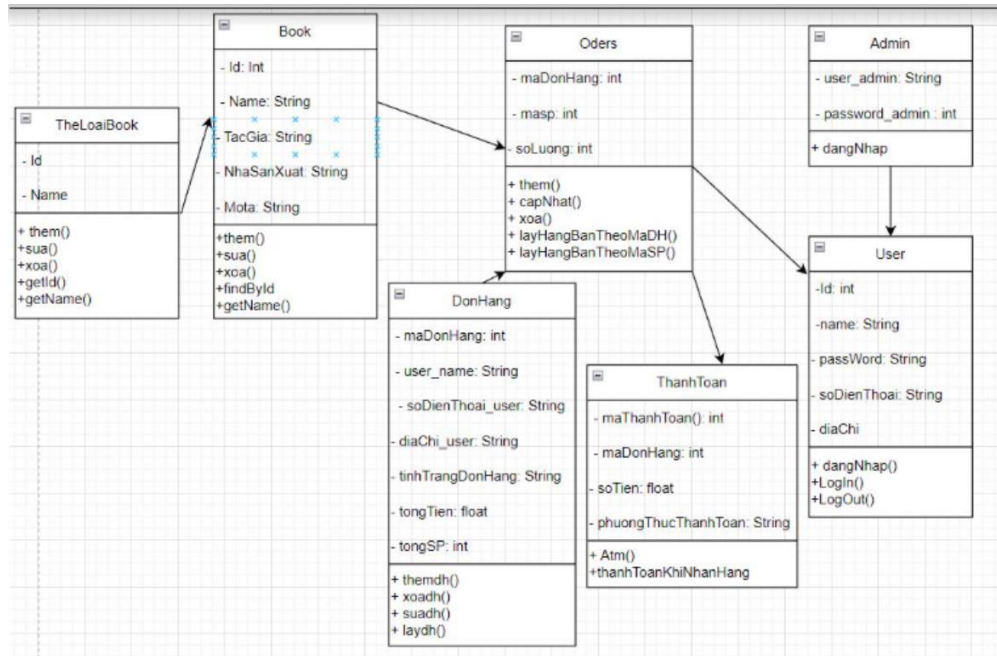 TheLoaiBook
- Id
- Name
+ them()
+sua()
+xoa()
+getId()
+getName()
Book
- Id: Int
- Name: String
- TacGia: String
- NhaSanXuat: String
- Mota: String
+them()
+sua()
+xoa()
+findById
+getName()
Oders
- maDonHang: int
- masp: int
- soLuong: int
+ them()
+ capNhat()
+ xoa()
+ layHangBanTheoMaDH()
+ layHangBanTheoMaSP()
Admin
- user_admin: String
- password_admin : int
+ dangNhap
DonHang
- maDonHang: int
- user_name: String
- soDienThoai_user: String
- diaChi_user: String
- tinhTrangDonHang: String
- tongTien: float
- tongSP: int
+ themdh()
+ xoadh()
+ suadh()
+ laydh()
ThanhToan
- maThanhToan(): int
- maDonHang: int
- soTien: float
- phuongThucThanhToan: String
+ Atm()
+thanhToanKhiNhanHang
User
-Id: int
-name: String
- passWord: String
- soDienThoai: String
- diaChi
+ dangNhap()
+LogIn()
+LogOut()